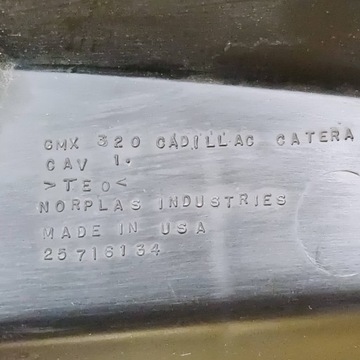 GMX 320 CADILLAC CATERA
CAV 1.
>TEO<
NORPLAS INDUSTRIES
MADE IN USA
25716134